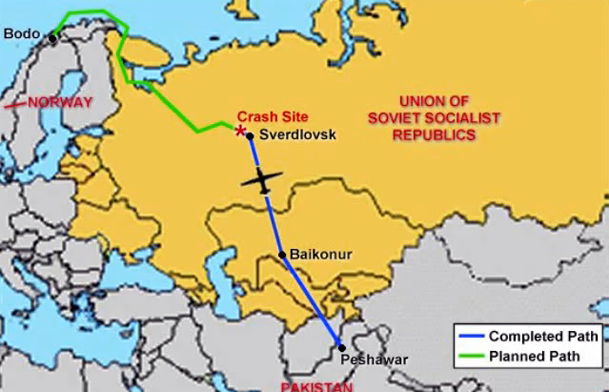 Bodo
NORWAY
UNION OF
SOVIET SOCIALIST
REPUBLICS
Crash Site
Sverdlovsk
Baikonur
Peshawar
PAKISTAN
Completed Path
Planned Path